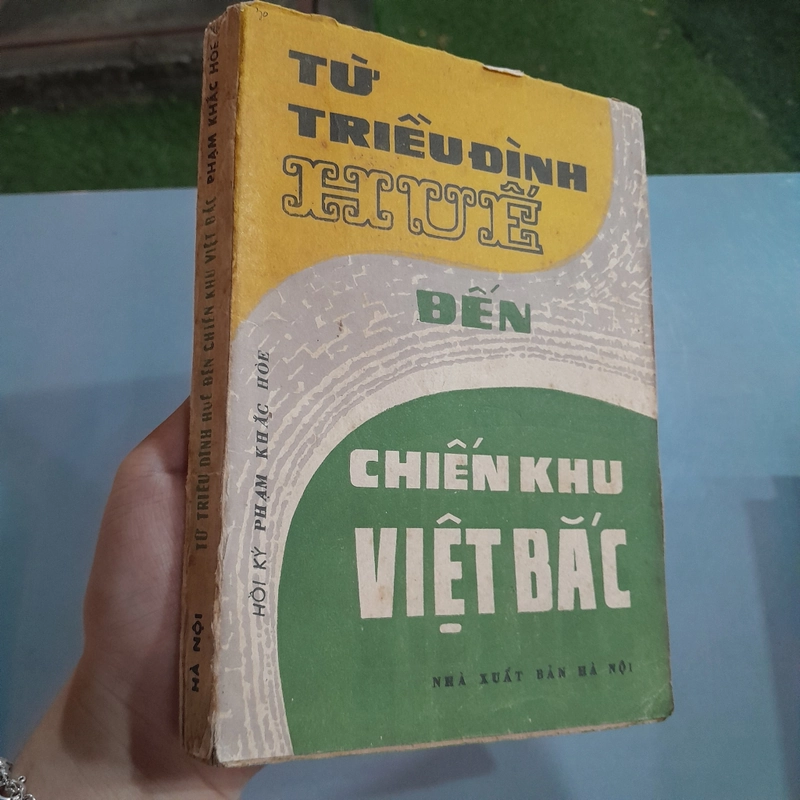 TỪ
TRIỀU ĐÌNH
HUẾ
ĐẾN
CHIẾN KHU
VIỆT BẮC
NHÀ XUẤT BẢN HÀ NỘI
HỒI KÝ PHẠM KHẮC HÒE
HÀ NỘI TỪ TRIỀU ĐÌNH HUẾ ĐẾN CHIẾN KHU VIỆT BẮC PHẠM KHẮC HÒE